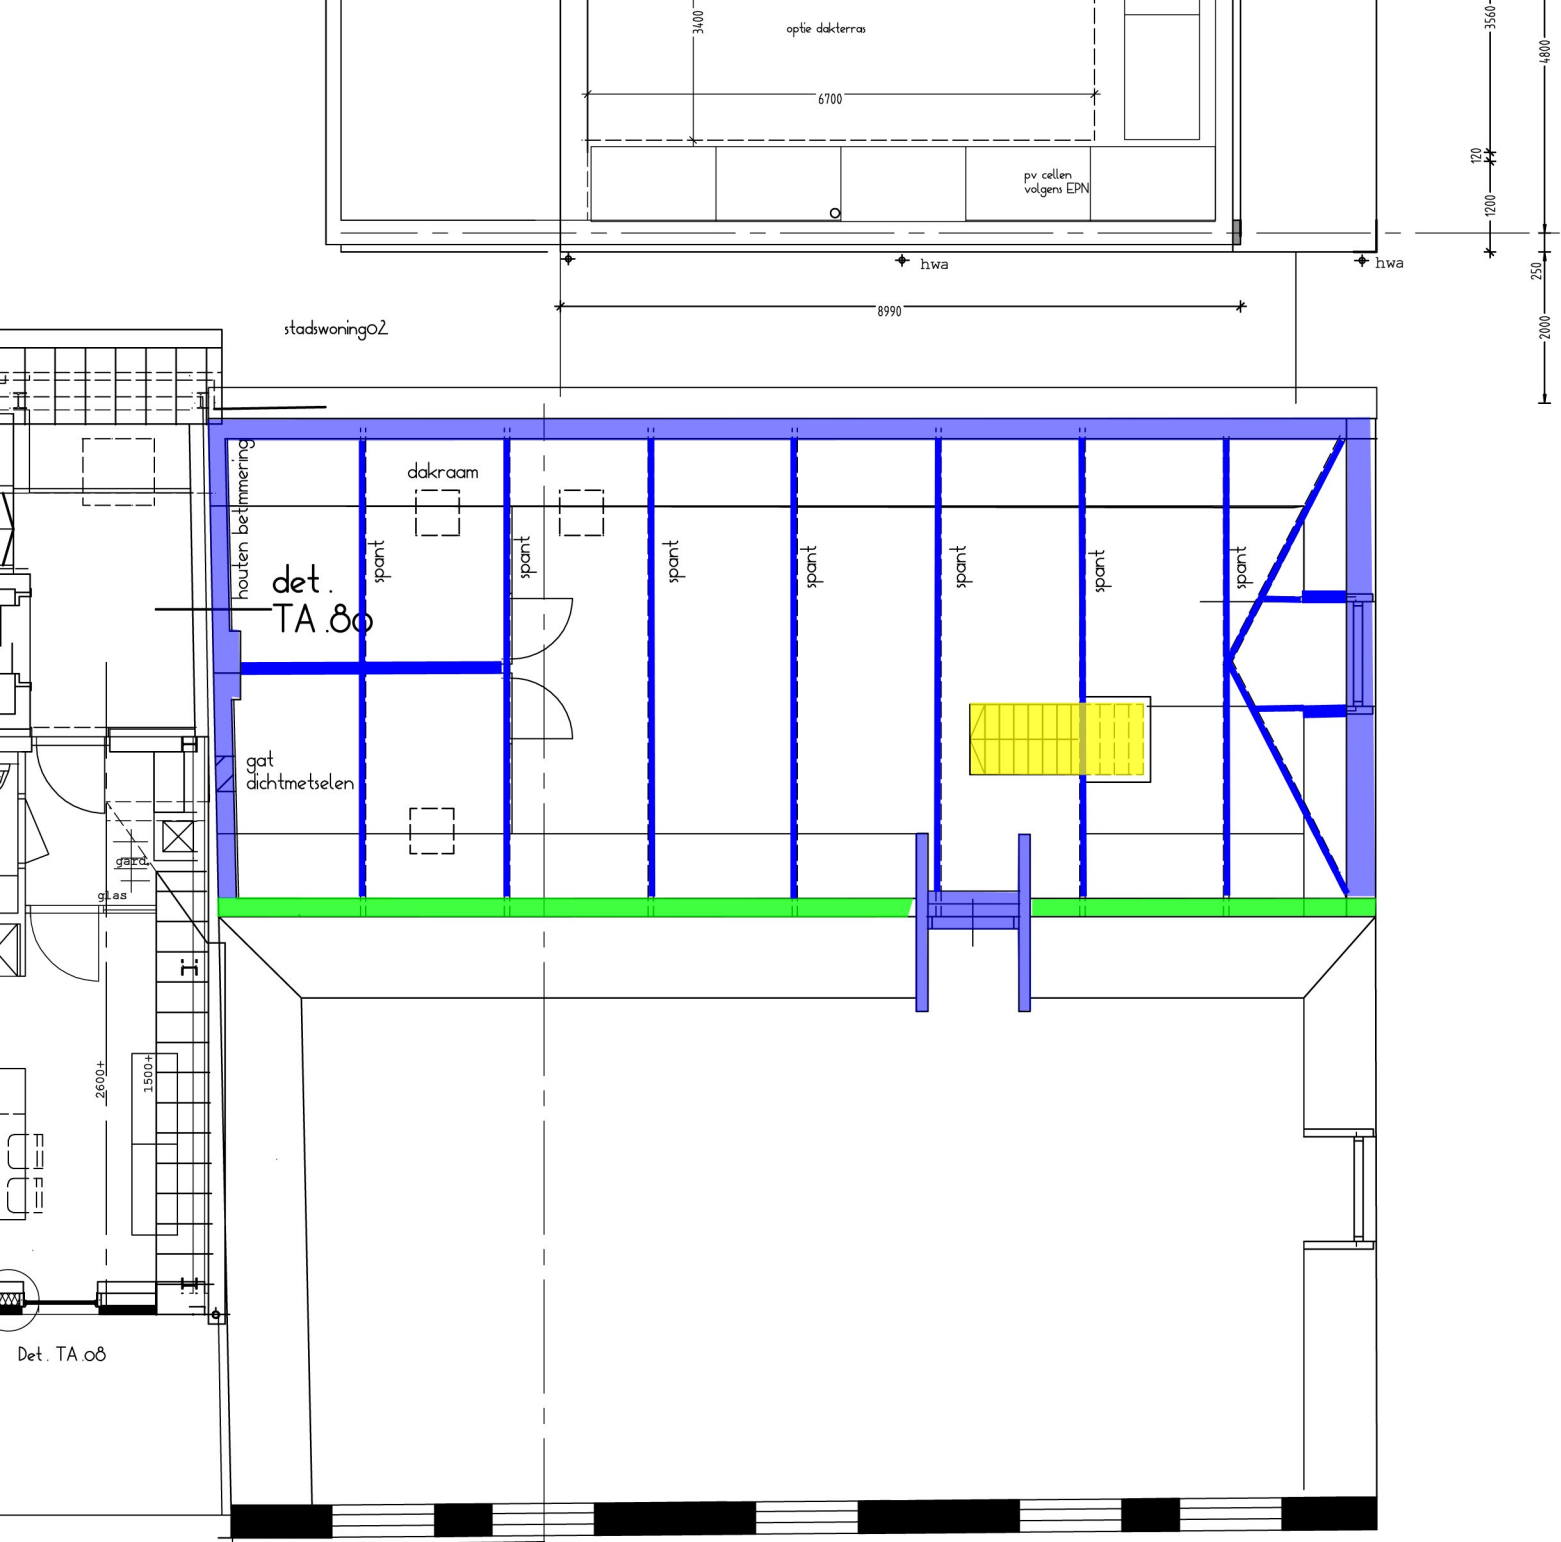 optie dakterras
3400
6700
pv cellen
volgens EPN
3560
4800
120
1200
250
2000
hwa
hwa
8990
stadswoning02
houten betimmering
dakraam
spant
spant
spant
spant
spant
spant
spant
det.
TA.80
gat
dichtmetselen
gard.
glas
2600+
1500+
Det. TA.08